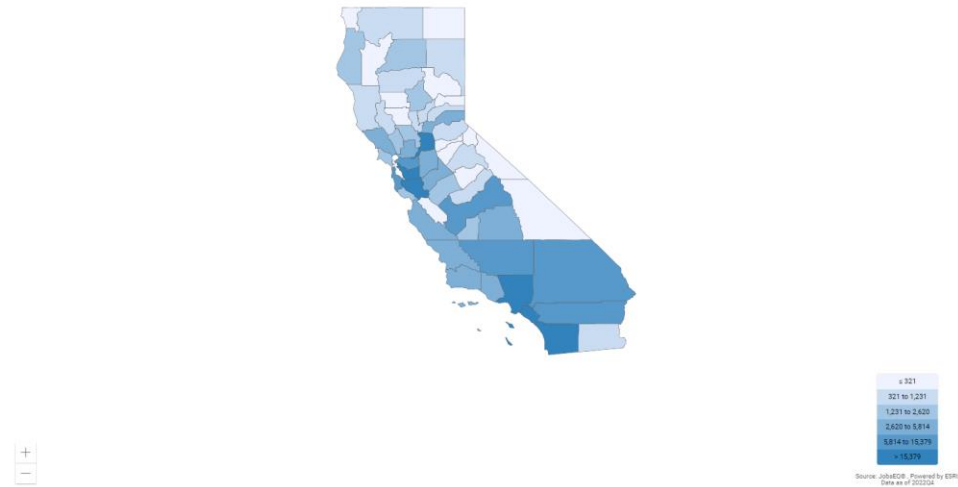 ≤ 321
321 to 1,231
1,231 to 2,620
2,620 to 5,814
5,814 to 15,379
> 15,379
+
−
Source: JobsEQ®. Powered by ESRI
Data as of 2022Q4